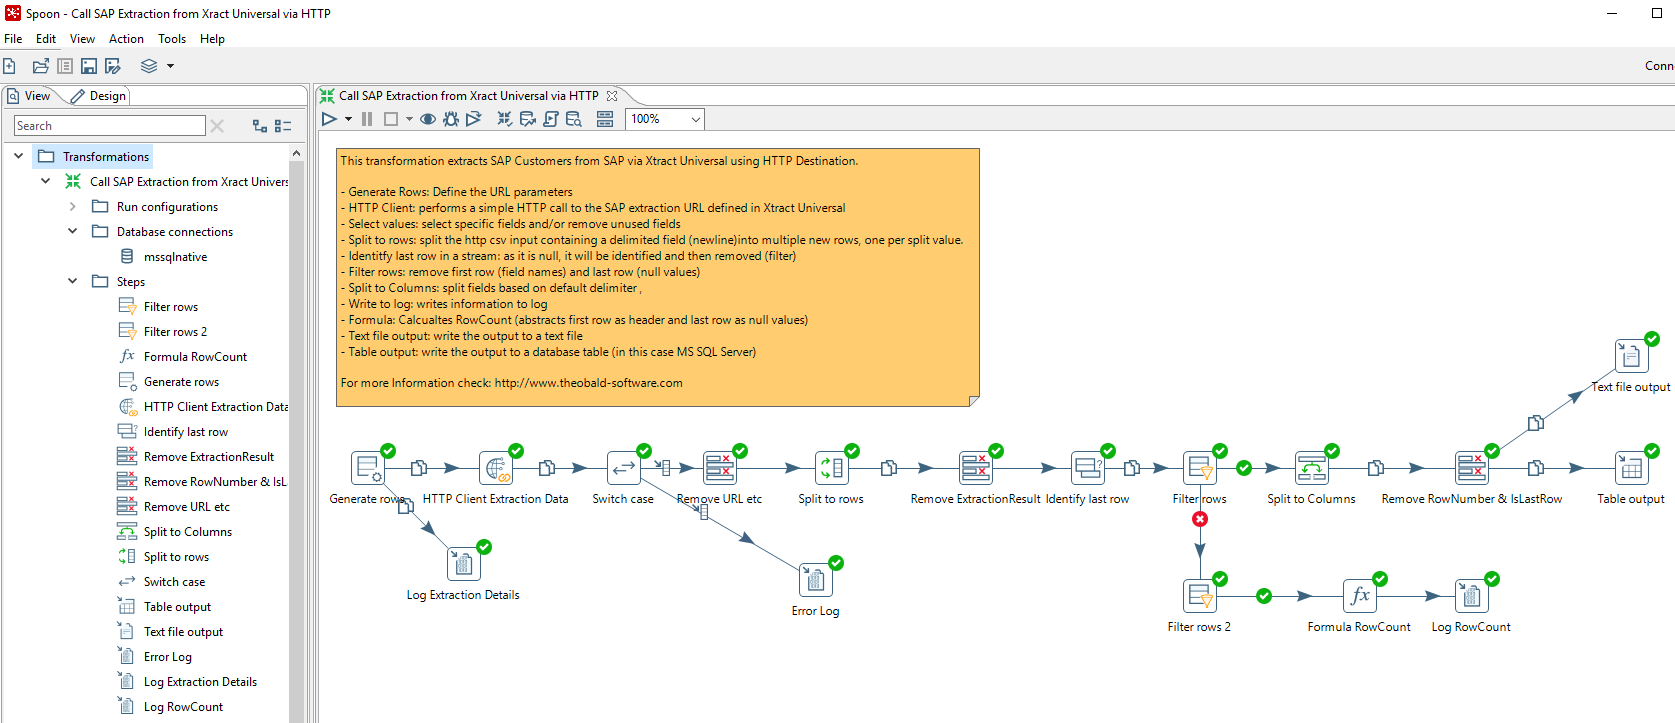 Spoon - Call SAP Extraction from Xract Universal via HTTP
File Edit View Action Tools Help
Conne
View Design
Search
Transformations
Call SAP Extraction from Xract Univers
Run configurations
Database connections
mssqlnative
Steps
Filter rows
Filter rows 2
Formula RowCount
Generate rows
HTTP Client Extraction Data
Identify last row
Remove ExtractionResult
Remove RowNumber & IsLa
Remove URL etc
Split to Columns
Split to rows
Switch case
Table output
Text file output
Error Log
Log Extraction Details
Log RowCount
Call SAP Extraction from Xract Universal via HTTP
100%
This transformation extracts SAP Customers from SAP via Xtract Universal using HTTP Destination.
- Generate Rows: Define the URL parameters
- HTTP Client: performs a simple HTTP call to the SAP extraction URL defined in Xtract Universal
- Select values: select specific fields and/or remove unused fields
- Split to rows: split the http csv input containing a delimited field (newline)into multiple new rows, one per split value.
- Identitfy last row in a stream: as it is null, it will be identified and then removed (filter)
- Filter rows: remove first row (field names) and last row (null values)
- Split to Columns: split fields based on default delimiter ,
- Write to log: writes information to log
- Formula: Calcualtes RowCount (abstracts first row as header and last row as null values)
- Text file output: write the output to a text file
- Table output: write the output to a database table (in this case MS SQL Server)
For more Information check: http://www.theobald-software.com
Text file output
Generate rows HTTP Client Extraction Data Switch case Remove URL etc Split to rows Remove ExtractionResult Identify last row Filter rows Split to Columns Remove RowNumber & IsLastRow Table output
Log Extraction Details
Error Log
Filter rows 2 Formula RowCount Log RowCount